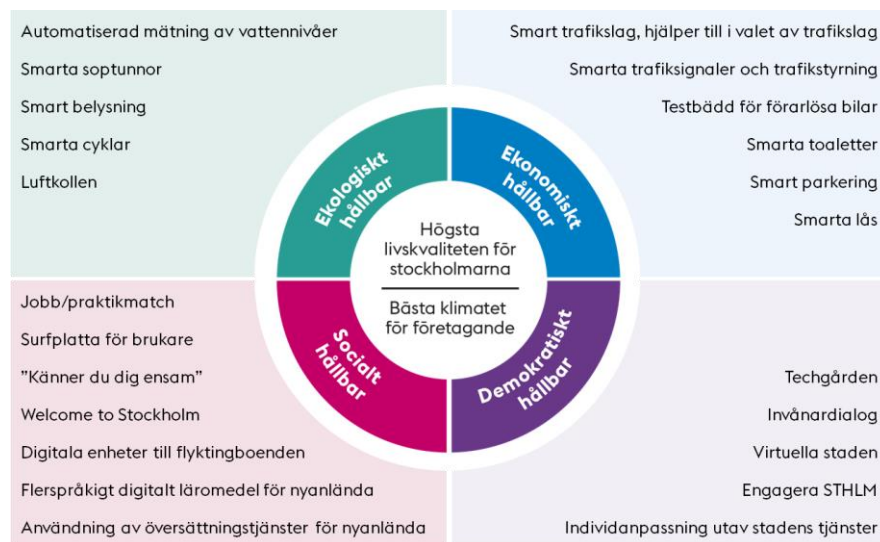 Automatiserad mätning av vattennivåer
Smarta soptunnor
Smart belysning
Smarta cyklar
Luftkollen
Smart trafikslag, hjälper till i valet av trafikslag
Smarta trafiksignaler och trafikstyrning
Testbädd för förarlösa bilar
Smarta toaletter
Smart parkering
Smarta lås
Ekologiskt
hållbar
Ekonomiskt
hållbar
Högsta
livskvaliteten för
stockholmarna
Bästa klimatet
för företagande
Socialt
hållbar
Demokratiskt
hållbar
Jobb/praktikmatch
Surfplatta för brukare
”Känner du dig ensam”
Welcome to Stockholm
Digitala enheter till flyktingboenden
Flerspråkigt digitalt läromedel för nyanlända
Användning av översättningstjänster för nyanlända
Techgården
Invånardialog
Virtuella staden
Engagera STHLM
Individanpassning utav stadens tjänster